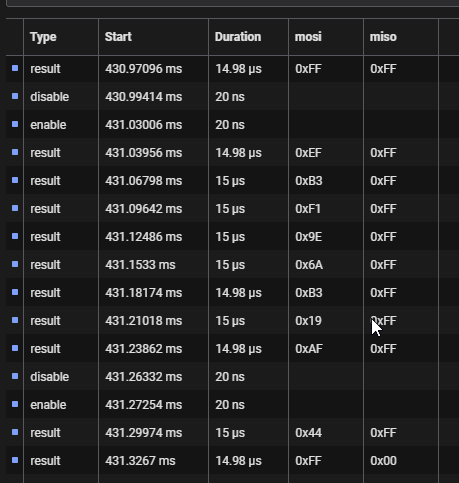 Type Start Duration mosi miso
result 430.97096 ms 14.98 µs 0xFF 0xFF
disable 430.99414 ms 20 ns
enable 431.03006 ms 20 ns
result 431.03956 ms 14.98 µs 0xEF 0xFF
result 431.06798 ms 15 µs 0xB3 0xFF
result 431.09642 ms 15 µs 0xF1 0xFF
result 431.12486 ms 15 µs 0x9E 0xFF
result 431.1533 ms 15 µs 0x6A 0xFF
result 431.18174 ms 14.98 µs 0xB3 0xFF
result 431.21018 ms 15 µs 0x19 0xFF
result 431.23862 ms 14.98 µs 0xAF 0xFF
disable 431.26332 ms 20 ns
enable 431.27254 ms 20 ns
result 431.29974 ms 15 µs 0x44 0xFF
result 431.3267 ms 14.98 µs 0xFF 0x00